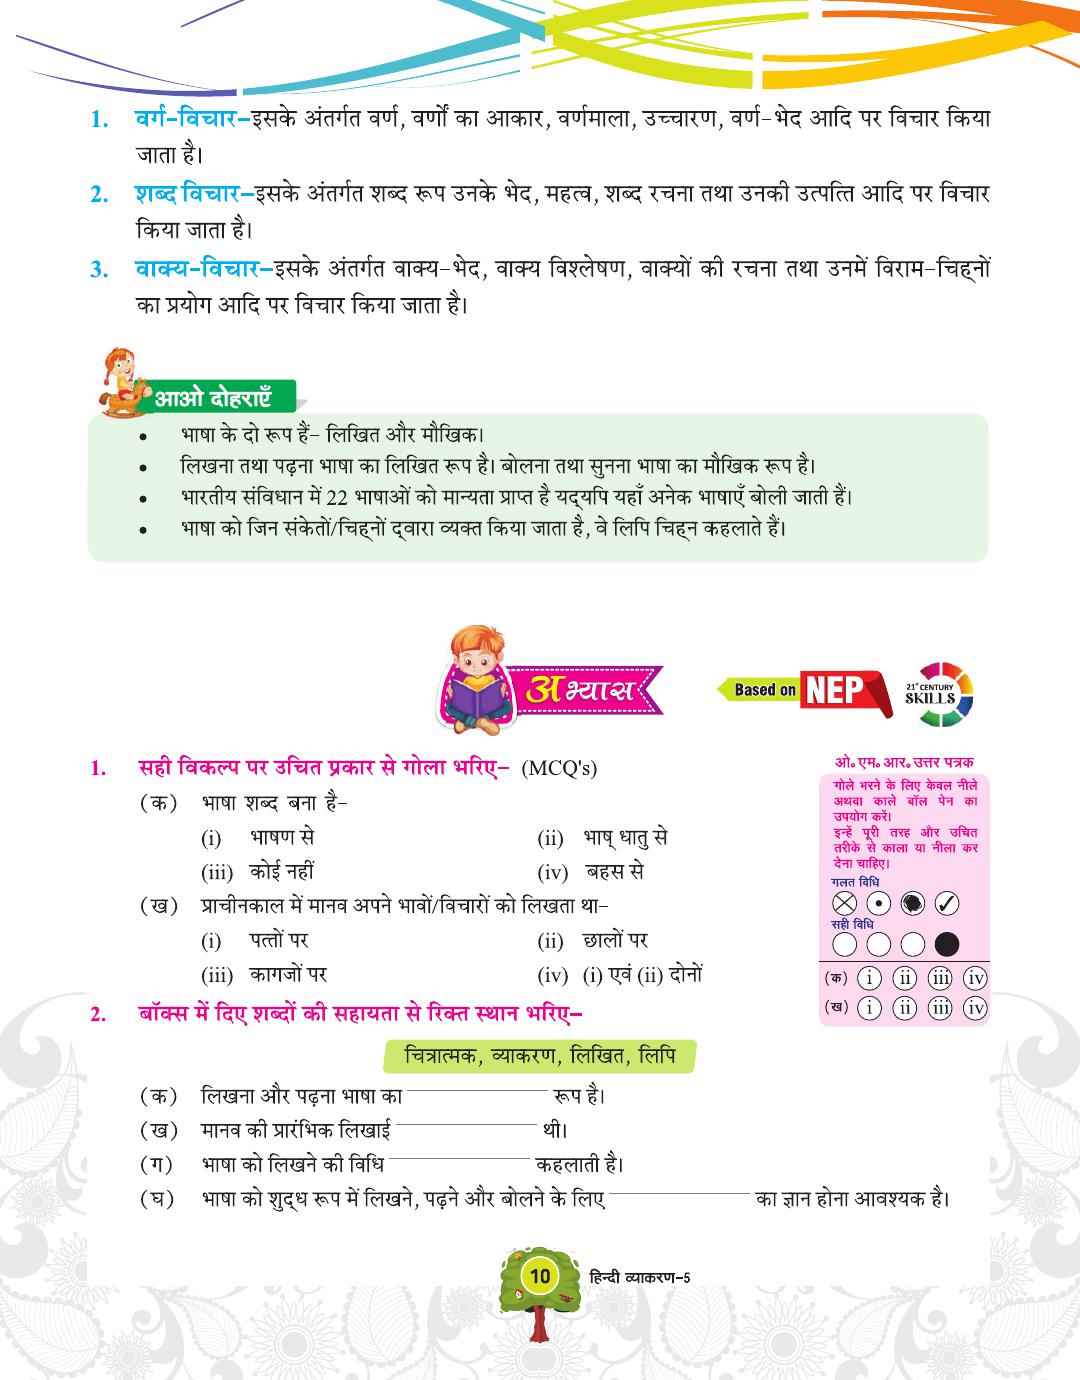 1. वर्ग-विचार–इसके अंतर्गत वर्ण, वर्णों का आकार, वर्णमाला, उच्चारण, वर्ण-भेद आदि पर विचार किया
जाता है।
2. शब्द विचार–इसके अंतर्गत शब्द रूप उनके भेद, महत्व, शब्द रचना तथा उनकी उत्पत्ति आदि पर विचार
किया जाता है।
3. वाक्य-विचार–इसके अंतर्गत वाक्य-भेद, वाक्य विश्लेषण, वाक्यों की रचना तथा उनमें विराम-चिह्नों
का प्रयोग आदि पर विचार किया जाता है।
आओ दोहराएँ
• भाषा के दो रूप हैं- लिखित और मौखिक।
• लिखना तथा पढ़ना भाषा का लिखित रूप है। बोलना तथा सुनना भाषा का मौखिक रूप है।
• भारतीय संविधान में 22 भाषाओं को मान्यता प्राप्त है यद्यपि यहाँ अनेक भाषाएँ बोली जाती हैं।
• भाषा को जिन संकेतों/चिह्नों द्वारा व्यक्त किया जाता है, वे लिपि चिह्न कहलाते हैं।
अभ्यास
Based on NEP
21st CENTURY
SKILLS
1. सही विकल्प पर उचित प्रकार से गोला भरिए– (MCQ's)
(क) भाषा शब्द बना है–
(i) भाषण से (ii) भाष् धातु से
(iii) कोई नहीं (iv) बहस से
(ख) प्राचीनकाल में मानव अपने भावों/विचारों को लिखता था–
(i) पत्तों पर (ii) छालों पर
(iii) कागजों पर (iv) (i) एवं (ii) दोनों
ओ॰ एम॰ आर॰ उत्तर पत्रक
गोले भरने के लिए केवल नीले
अथवा काले बॉल पेन का
उपयोग करें।
इन्हें पूरी तरह और उचित
तरीके से काला या नीला कर
देना चाहिए।
गलत विधि
सही विधि
(क) i ii iii iv
(ख) i ii iii iv
2. बॉक्स में दिए शब्दों की सहायता से रिक्त स्थान भरिए–
चित्रात्मक, व्याकरण, लिखित, लिपि
(क) लिखना और पढ़ना भाषा का ____________ रूप है।
(ख) मानव की प्रारंभिक लिखाई ____________ थी।
(ग) भाषा को लिखने की विधि ____________ कहलाती है।
(घ) भाषा को शुद्ध रूप में लिखने, पढ़ने और बोलने के लिए ____________ का ज्ञान होना आवश्यक है।
10 हिन्दी व्याकरण-5